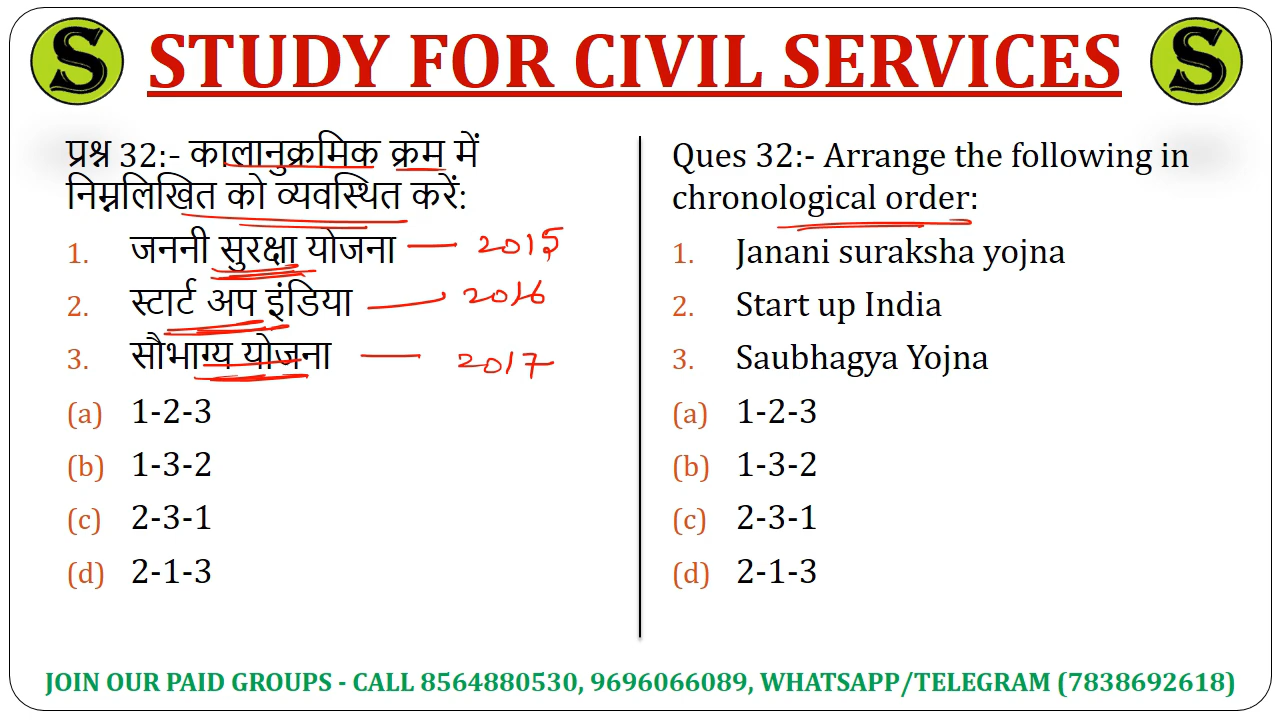 S STUDY FOR CIVIL SERVICES S
प्रश्न 32:- कालानुक्रमिक क्रम में
निम्नलिखित को व्यवस्थित करें:
1. जननी सुरक्षा योजना — 2015
2. स्टार्ट अप इंडिया — 2016
3. सौभाग्य योजना — 2017
(a) 1-2-3
(b) 1-3-2
(c) 2-3-1
(d) 2-1-3
Ques 32:- Arrange the following in
chronological order:
1. Janani suraksha yojna
2. Start up India
3. Saubhagya Yojna
(a) 1-2-3
(b) 1-3-2
(c) 2-3-1
(d) 2-1-3
JOIN OUR PAID GROUPS - CALL 8564880530, 9696066089, WHATSAPP/TELEGRAM (7838692618)